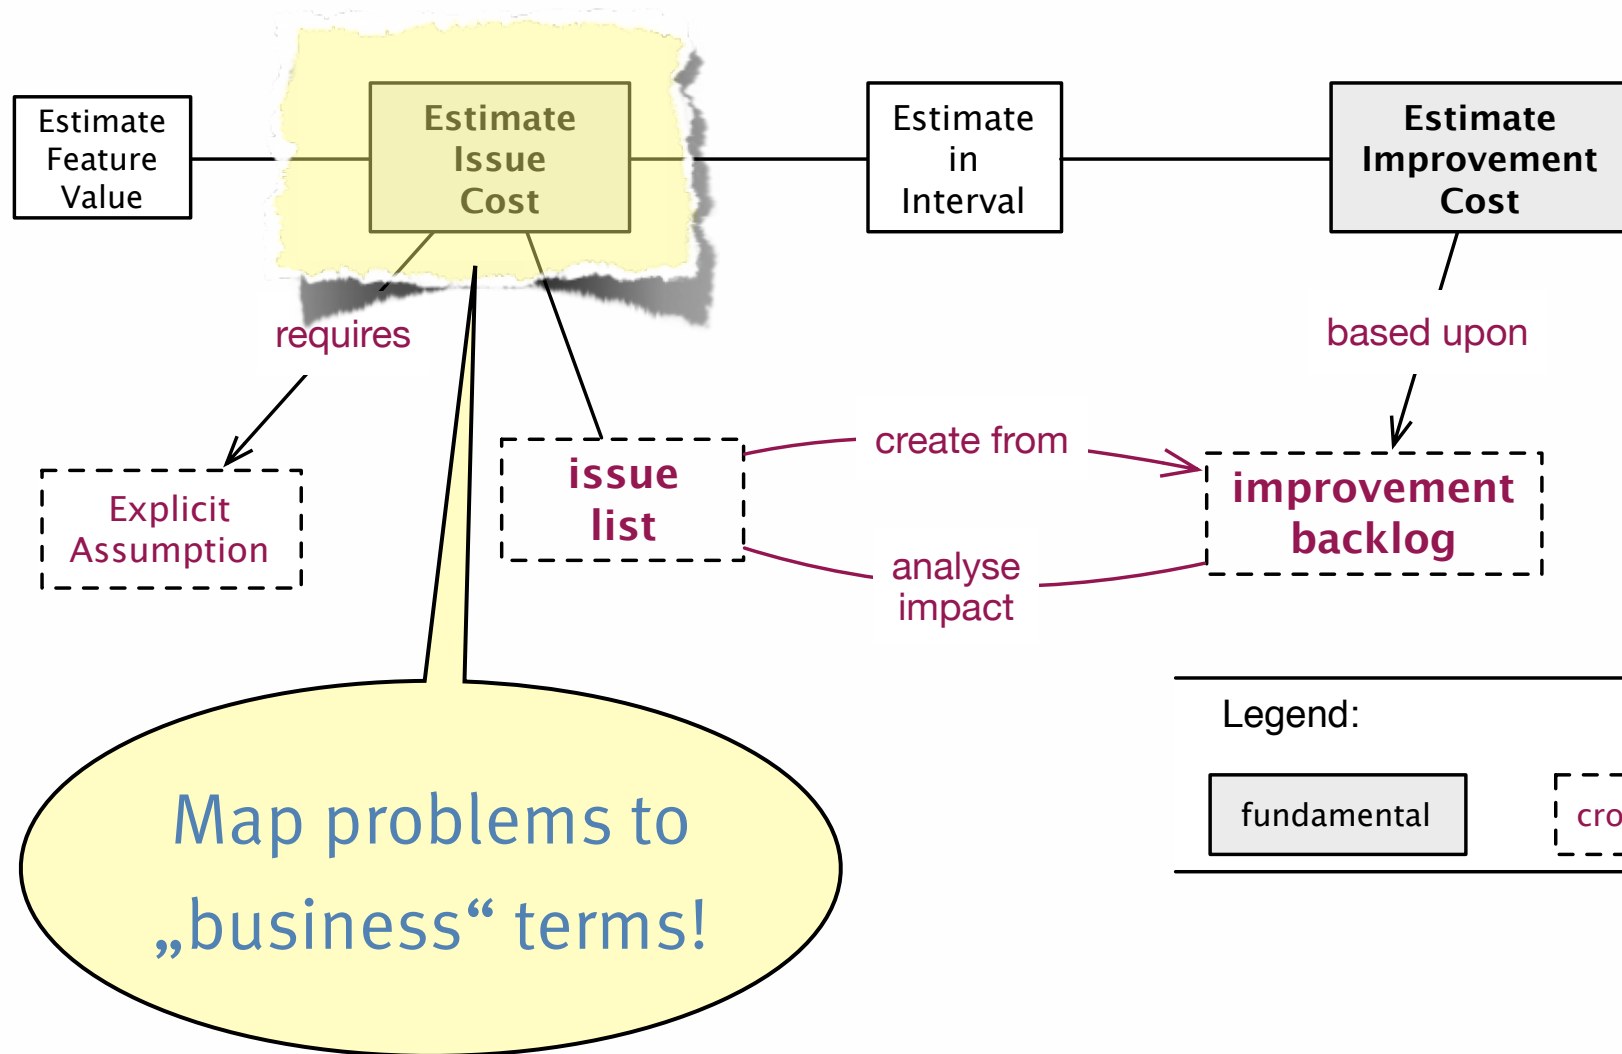 Estimate
Feature
Value
Estimate
Issue
Cost
Estimate
in
Interval
Estimate
Improvement
Cost
requires
based upon
Explicit
Assumption
issue
list
create from
analyse
impact
improvement
backlog
Map problems to
„business“ terms!
Legend:
fundamental